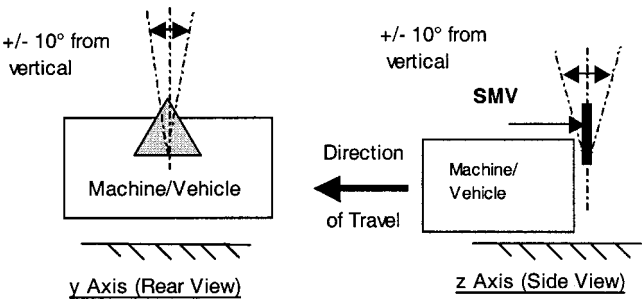 +/- 10° from
vertical
Machine/Vehicle
y Axis (Rear View)
Direction
of Travel
+/- 10° from
vertical
SMV
Machine/
Vehicle
z Axis (Side View)